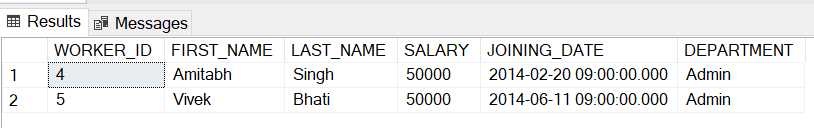 Results Messages
WORKER_ID FIRST_NAME LAST_NAME SALARY JOINING_DATE DEPARTMENT
1 4 Amitabh Singh 50000 2014-02-20 09:00:00.000 Admin
2 5 Vivek Bhati 50000 2014-06-11 09:00:00.000 Admin